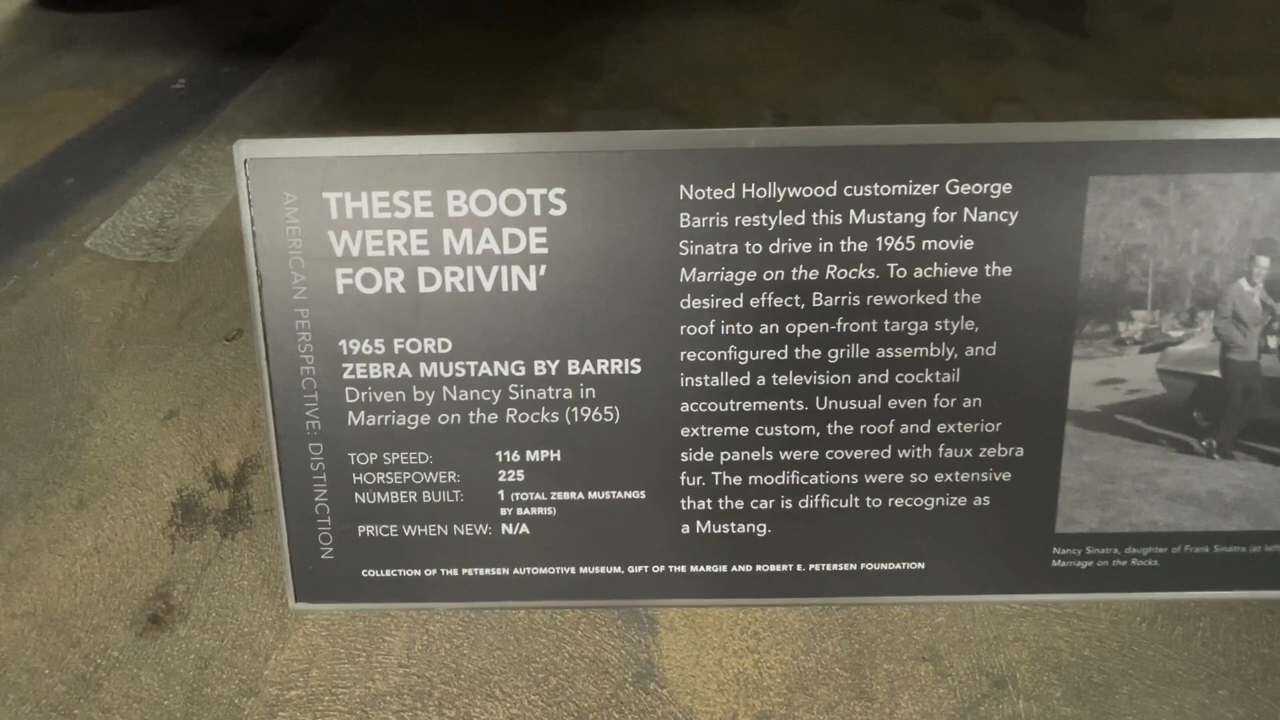 AMERICAN PERSPECTIVE: DISTINCTION
THESE BOOTS
WERE MADE
FOR DRIVIN'
1965 FORD
ZEBRA MUSTANG BY BARRIS
Driven by Nancy Sinatra in
Marriage on the Rocks (1965)
TOP SPEED: 116 MPH
HORSEPOWER: 225
NUMBER BUILT: 1 (TOTAL ZEBRA MUSTANGS
BY BARRIS)
PRICE WHEN NEW: N/A
COLLECTION OF THE PETERSEN AUTOMOTIVE MUSEUM, GIFT OF THE MARGIE AND ROBERT E. PETERSEN FOUNDATION
Noted Hollywood customizer George
Barris restyled this Mustang for Nancy
Sinatra to drive in the 1965 movie
Marriage on the Rocks. To achieve the
desired effect, Barris reworked the
roof into an open-front targa style,
reconfigured the grille assembly, and
installed a television and cocktail
accoutrements. Unusual even for an
extreme custom, the roof and exterior
side panels were covered with faux zebra
fur. The modifications were so extensive
that the car is difficult to recognize as
a Mustang.
Nancy Sinatra, daughter of Frank Sinatra (at left
Marriage on the Rocks.